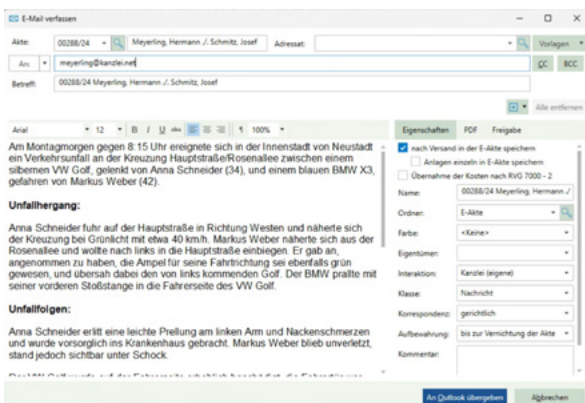 E-Mail verfassen
Akte: 00288/24 Meyerling, Hermann ./. Schmitz, Josef Adressat: Vorlagen
An: meyerling@kanzlei.net CC BCC
Betreff: 00288/24 Meyerling, Hermann ./. Schmitz, Josef
Alle entfernen
Arial 12 B I U abc ¶ 100% Eigenschaften PDF Freigabe
Am Montagmorgen gegen 8:15 Uhr ereignete sich in der Innenstadt von Neustadt
ein Verkehrsunfall an der Kreuzung Hauptstraße/Rosenallee zwischen einem
silbernen VW Golf, gelenkt von Anna Schneider (34), und einem blauen BMW X3,
gefahren von Markus Weber (42).
Unfallhergang:
Anna Schneider fuhr auf der Hauptstraße in Richtung Westen und näherte sich
der Kreuzung bei Grünlicht mit etwa 40 km/h. Markus Weber näherte sich aus der
Rosenallee und wollte nach links in die Hauptstraße einbiegen. Er gab an,
angenommen zu haben, die Ampel für seine Fahrtrichtung sei ebenfalls grün
gewesen, und übersah dabei den von links kommenden Golf. Der BMW prallte mit
seiner vorderen Stoßstange in die Fahrerseite des VW Golf.
Unfallfolgen:
Anna Schneider erlitt eine leichte Prellung am linken Arm und Nackenschmerzen
und wurde vorsorglich ins Krankenhaus gebracht. Markus Weber blieb unverletzt,
stand jedoch sichtbar unter Schock.
nach Versand in der E-Akte speichern
Anlagen einzeln in E-Akte speichern
Übernahme der Kosten nach RVG 7000 - 2
Name: 00288/24 Meyerling, Hermann ./
Ordner: E-Akte
Farbe: <Keine>
Eigentümer:
Interaktion: Kanzlei (eigene)
Klasse: Nachricht
Korrespondenz: gerichtlich
Aufbewahrung: bis zur Vernichtung der Akte
Kommentar:
An Outlook übergeben Abbrechen